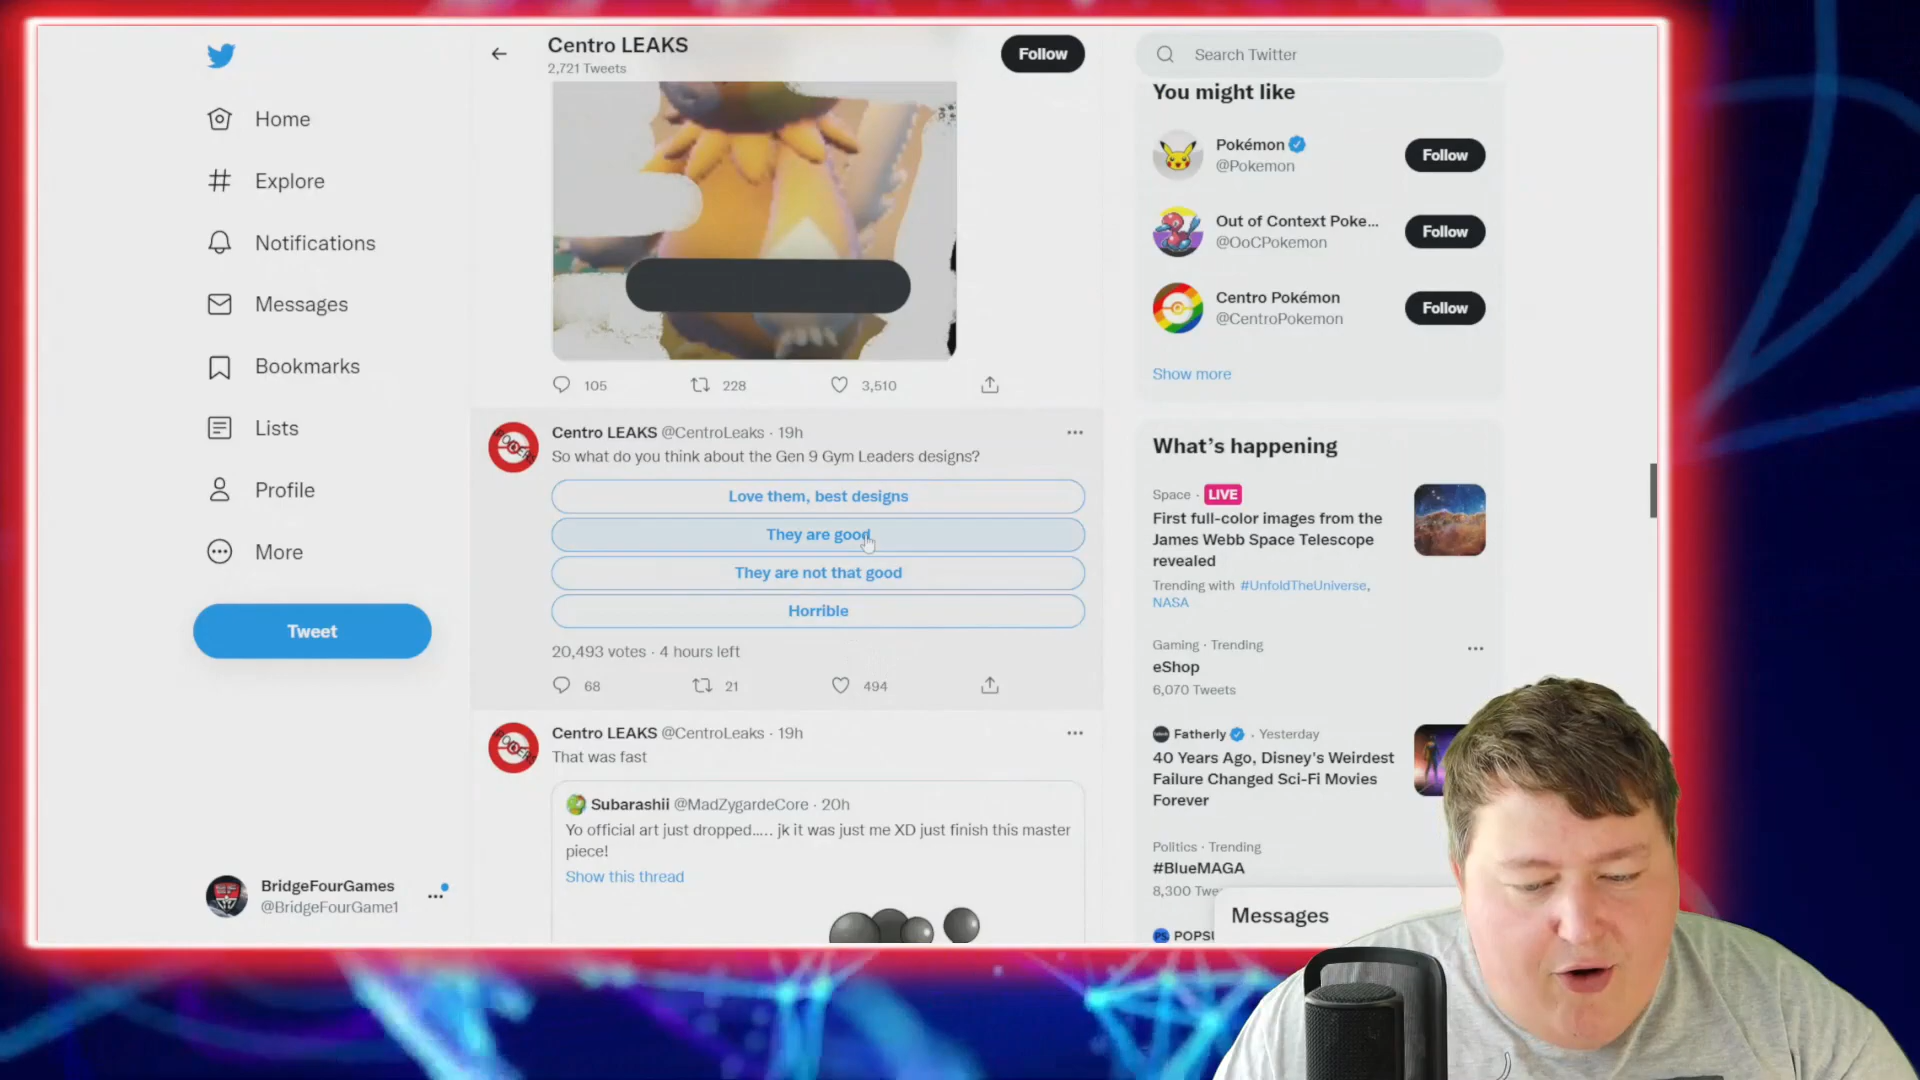 Home
Explore
Notifications
Messages
Bookmarks
Lists
Profile
More
Tweet
BridgeFourGames
@BridgeFourGame1
Centro LEAKS
2,721 Tweets
Follow
105 228 3,510
Centro LEAKS @CentroLeaks · 19h
So what do you think about the Gen 9 Gym Leaders designs?
Love them, best designs
They are good
They are not that good
Horrible
20,493 votes · 4 hours left
68 21 494
Centro LEAKS @CentroLeaks · 19h
That was fast
Subarashii @MadZygardeCore · 20h
Yo official art just dropped..... jk it was just me XD just finish this master
piece!
Show this thread
Search Twitter
You might like
Pokémon
@Pokemon
Follow
Out of Context Poke...
@OoCPokemon
Follow
Centro Pokémon
@CentroPokemon
Follow
Show more
What's happening
Space · LIVE
First full-color images from the
James Webb Space Telescope
revealed
Trending with #UnfoldTheUniverse,
NASA
Gaming · Trending
eShop
6,070 Tweets
Fatherly · Yesterday
40 Years Ago, Disney's Weirdest
Failure Changed Sci-Fi Movies
Forever
Politics · Trending
#BlueMAGA
8,300
Messages